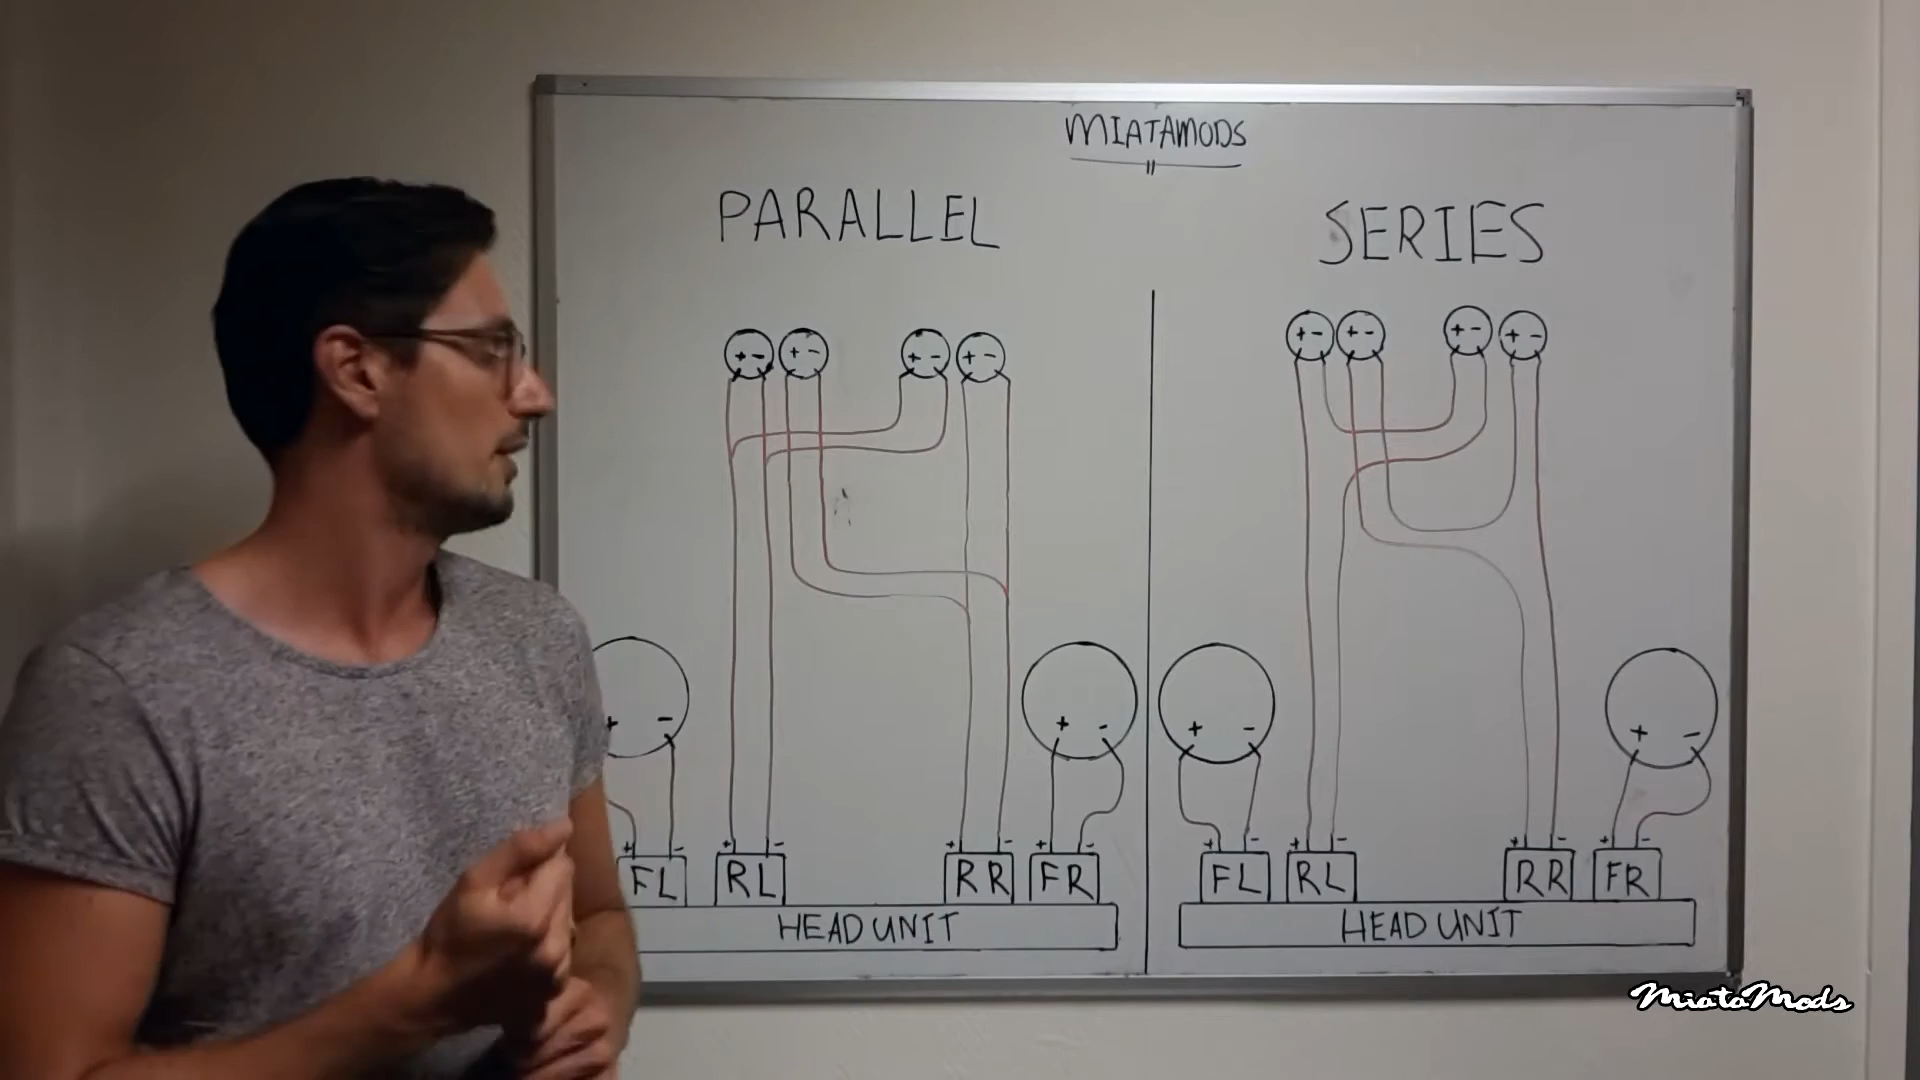 MIATAMODS
PARALLEL
SERIES
+ - + - + - + -
+ - + - + - + -
+ - + - + - + -
+ - + - + - + - + - + - + - + -
FL RL RR FR FL RL RR FR
HEAD UNIT HEAD UNIT
MiataMods